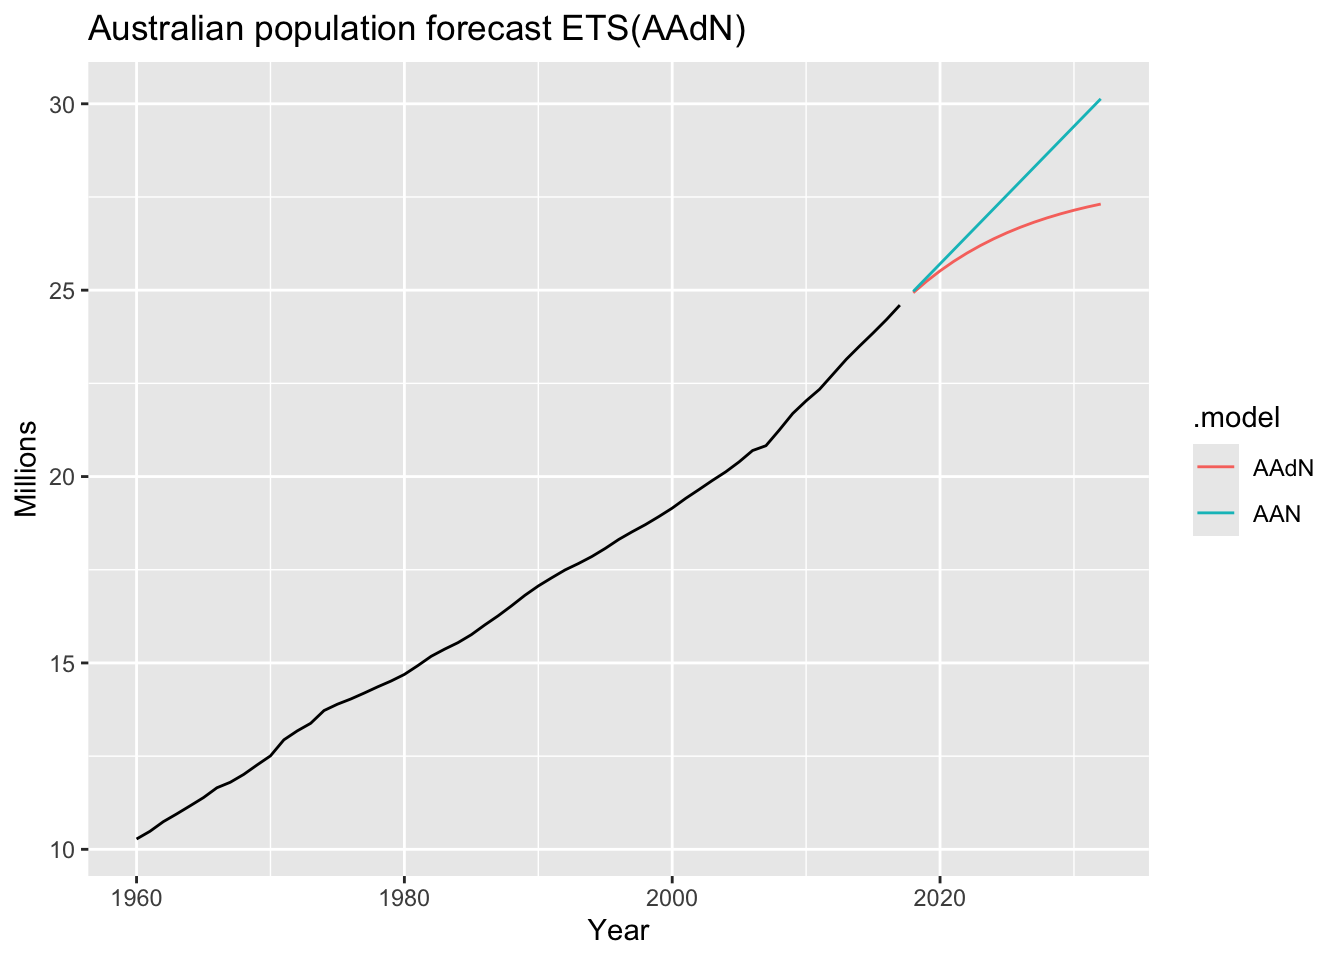 Australian population forecast ETS(AAdN)
30
25
20
15
10
Millions
1960 1980 2000 2020
Year
.model
AAdN
AAN